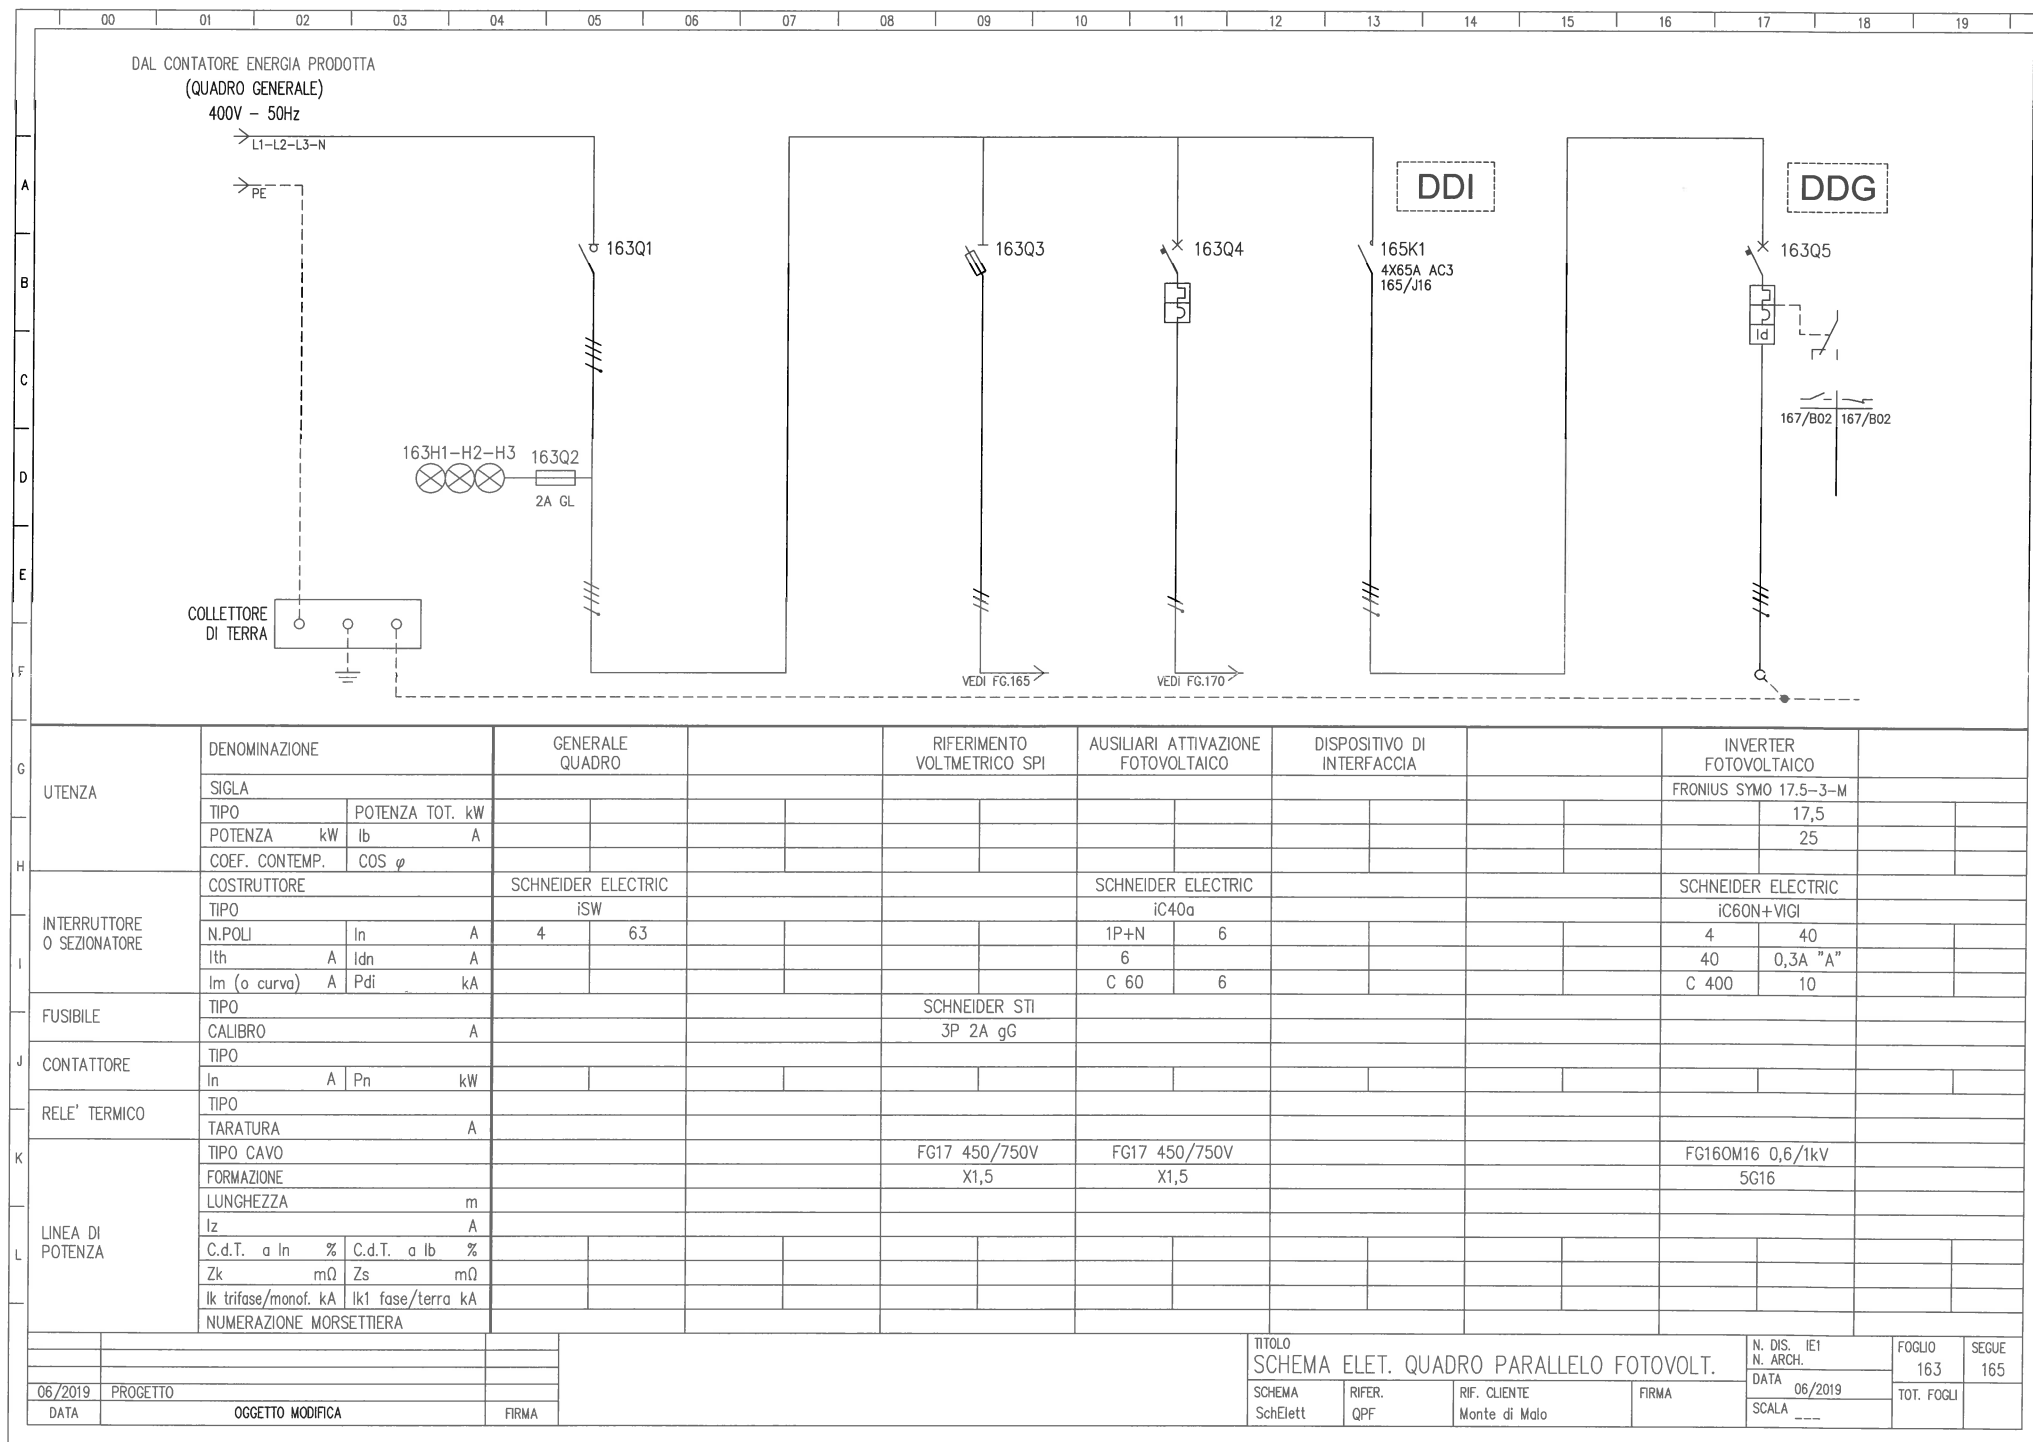 00 01 02 03 04 05 06 07 08 09 10 11 12 13 14 15 16 17 18 19
DAL CONTATORE ENERGIA PRODOTTA
(QUADRO GENERALE)
400V – 50Hz
L1–L2–L3–N
PE
A
B
C
D
E
F
G
H
I
J
K
L
DDI
DDG
163Q1
163Q3
163Q4
165K1
4X65A AC3
165/J16
163Q5
Id
167/B02 167/B02
163H1–H2–H3
163Q2
2A GL
COLLETTORE
DI TERRA
VEDI FG.165
VEDI FG.170
UTENZA
DENOMINAZIONE
GENERALE
QUADRO
RIFERIMENTO
VOLTMETRICO SPI
AUSILIARI ATTIVAZIONE
FOTOVOLTAICO
DISPOSITIVO DI
INTERFACCIA
INVERTER
FOTOVOLTAICO
SIGLA FRONIUS SYMO 17.5–3–M
TIPO POTENZA TOT. kW 17,5
POTENZA kW Ib A 25
COEF. CONTEMP. COS φ
INTERRUTTORE
O SEZIONATORE
COSTRUTTORE SCHNEIDER ELECTRIC SCHNEIDER ELECTRIC SCHNEIDER ELECTRIC
TIPO iSW iC40a iC60N+VIGI
N.POLI In A 4 63 1P+N 6 4 40
Ith A Idn A 6 40 0,3A "A"
Im (o curva) A Pdi kA C 60 6 C 400 10
FUSIBILE
TIPO SCHNEIDER STI
CALIBRO A 3P 2A gG
CONTATTORE
TIPO
In A Pn kW
RELE' TERMICO
TIPO
TARATURA A
LINEA DI
POTENZA
TIPO CAVO FG17 450/750V FG17 450/750V FG16OM16 0,6/1kV
FORMAZIONE X1,5 X1,5 5G16
LUNGHEZZA m
Iz A
C.d.T. a In % C.d.T. a Ib %
Zk mΩ Zs mΩ
Ik trifase/monof. kA Ik1 fase/terra kA
NUMERAZIONE MORSETTIERA
06/2019 PROGETTO
DATA OGGETTO MODIFICA FIRMA
TITOLO
SCHEMA ELET. QUADRO PARALLELO FOTOVOLT.
SCHEMA
SchElett
RIFER.
QPF
RIF. CLIENTE
Monte di Malo
FIRMA
N. DIS. IE1
N. ARCH.
DATA
06/2019
SCALA ___
FOGLIO
163
SEGUE
165
TOT. FOGLI